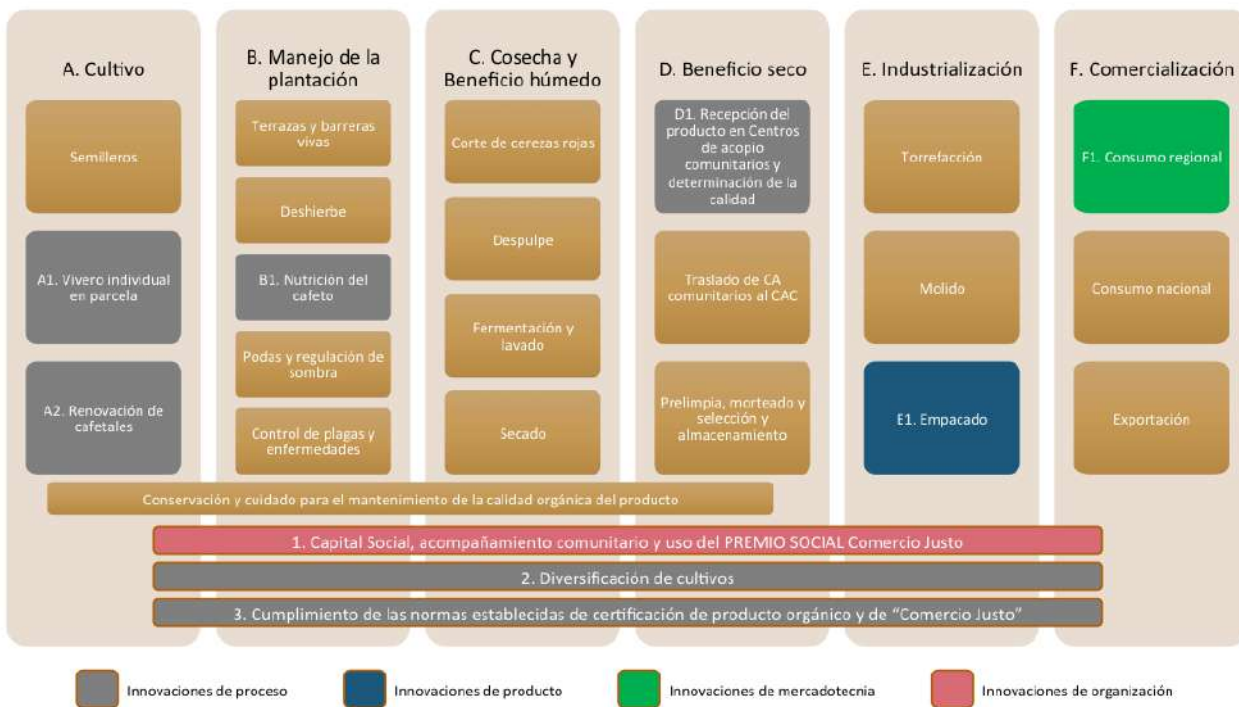 A. Cultivo
Semilleros
A1. Vivero individual
en parcela
A2. Renovación de
cafetales
B. Manejo de la
plantación
Terrazas y barreras
vivas
Deshierbe
B1. Nutrición del
cafeto
Podas y regulación de
sombra
Control de plagas y
enfermedades
C. Cosecha y
Beneficio húmedo
Corte de cerezas rojas
Despulpe
Fermentación y
lavado
Secado
D. Beneficio seco
D1. Recepción del
producto en Centros
de acopio
comunitarios y
determinación de la
calidad
Traslado de CA
comunitarios al CAC
Prelimpia, morteado y
selección y
almacenamiento
E. Industrialización
Torrefacción
Molido
E1. Empacado
F. Comercialización
F1. Consumo regional
Consumo nacional
Exportación
Conservación y cuidado para el mantenimiento de la calidad orgánica del producto
1. Capital Social, acompañamiento comunitario y uso del PREMIO SOCIAL Comercio Justo
2. Diversificación de cultivos
3. Cumplimiento de las normas establecidas de certificación de producto orgánico y de “Comercio Justo”
Innovaciones de proceso
Innovaciones de producto
Innovaciones de mercadotecnia
Innovaciones de organización